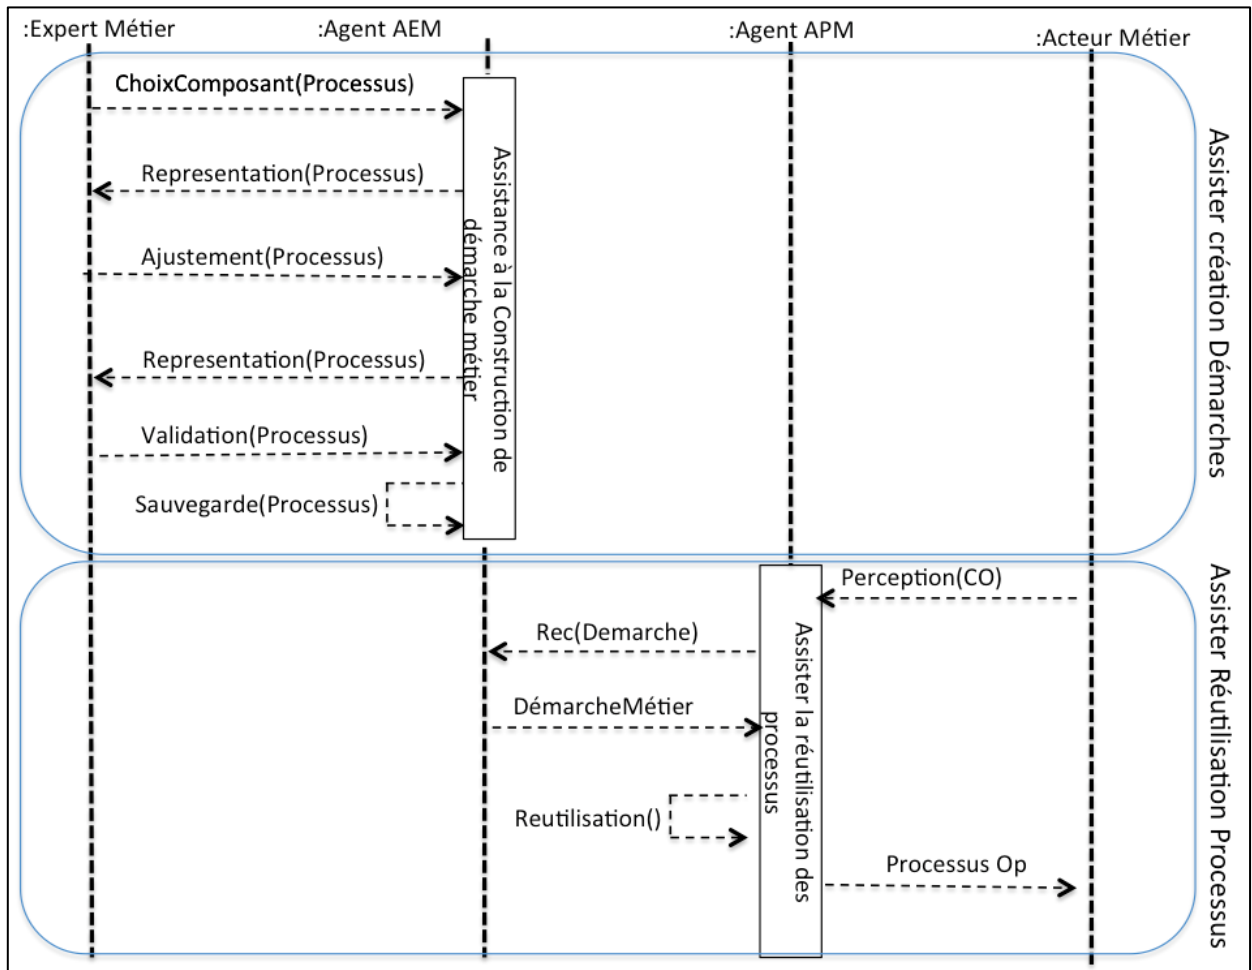 :Expert Métier
:Agent AEM
:Agent APM
:Acteur Métier
ChoixComposant(Processus)
Representation(Processus)
Ajustement(Processus)
Representation(Processus)
Validation(Processus)
Sauvegarde(Processus)
Assistance à la Construction de
démarche métier
Assister création Démarches
Perception(CO)
Rec(Demarche)
DémarcheMétier
Reutilisation()
Processus Op
Assister la réutilisation des
processus
Assister Réutilisation Processus